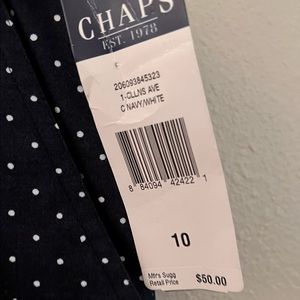 CHAPS
EST. 1978
206093845323
1-CLLNS AVE
C NAVY/WHITE
8 84094 42422 1
10
Mfr's Sugg
Retail Price
$50.00